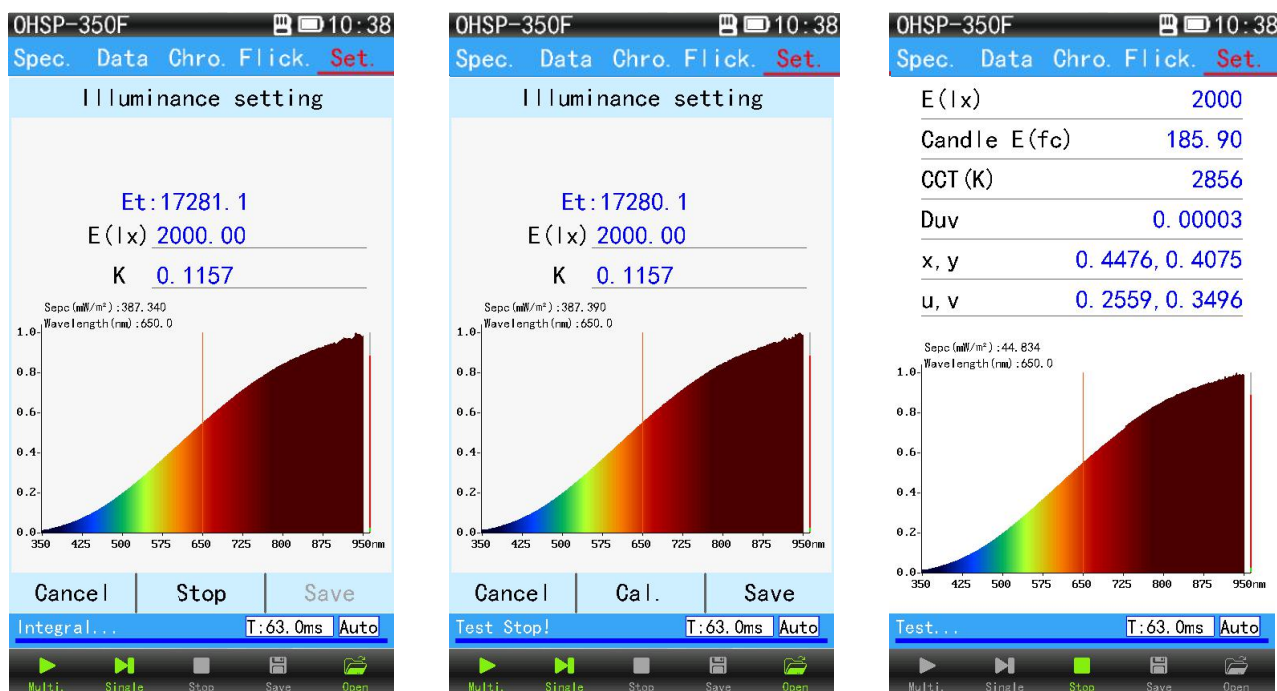 OHSP-350F 10:38
Spec. Data Chro. Flick. Set.
Illuminance setting
Et:17281.1
E(lx) 2000.00
K 0.1157
Sepc(mW/m²):387.340
Wavelength(nm):650.0
1.0
0.8
0.6
0.4
0.2
0.0
350 425 500 575 650 725 800 875 950nm
Cancel Stop Save
Integral... T:63.0ms Auto
Multi. Single Stop Save Open
OHSP-350F 10:38
Spec. Data Chro. Flick. Set.
Illuminance setting
Et:17280.1
E(lx) 2000.00
K 0.1157
Sepc(mW/m²):387.390
Wavelength(nm):650.0
1.0
0.8
0.6
0.4
0.2
0.0
350 425 500 575 650 725 800 875 950nm
Cancel Cal. Save
Test Stop! T:63.0ms Auto
Multi. Single Stop Save Open
OHSP-350F 10:38
Spec. Data Chro. Flick. Set.
E(lx) 2000
Candle E(fc) 185.90
CCT(K) 2856
Duv 0.00003
x,y 0.4476,0.4075
u,v 0.2559,0.3496
Sepc(mW/m²):44.834
Wavelength(nm):650.0
1.0
0.8
0.6
0.4
0.2
0.0
350 425 500 575 650 725 800 875 950nm
Test... T:63.0ms Auto
Multi. Single Stop Save Open